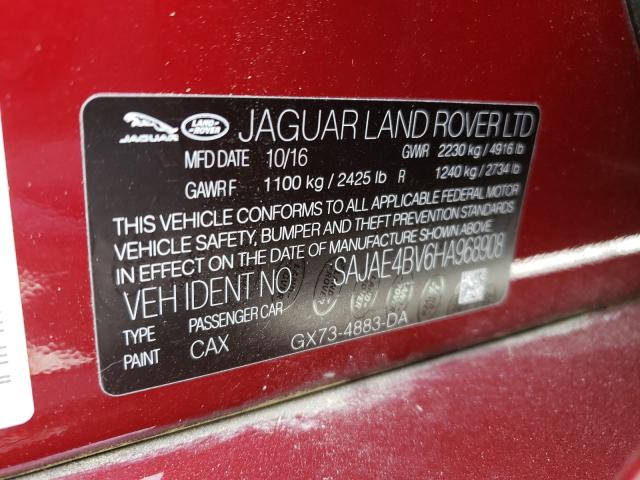 JAGUAR LAND-ROVER JAGUAR LAND ROVER LTD
MFD DATE 10/16 GWR 2230 kg / 4916 lb
GAWR F 1100 kg / 2425 lb R 1240 kg / 2734 lb
THIS VEHICLE CONFORMS TO ALL APPLICABLE FEDERAL MOTOR
VEHICLE SAFETY, BUMPER AND THEFT PREVENTION STANDARDS
IN EFFECT ON THE DATE OF MANUFACTURE SHOWN ABOVE
VEH IDENT NO. SAJAE4BV6HA968908
TYPE PASSENGER CAR
PAINT CAX GX73-4883-DA